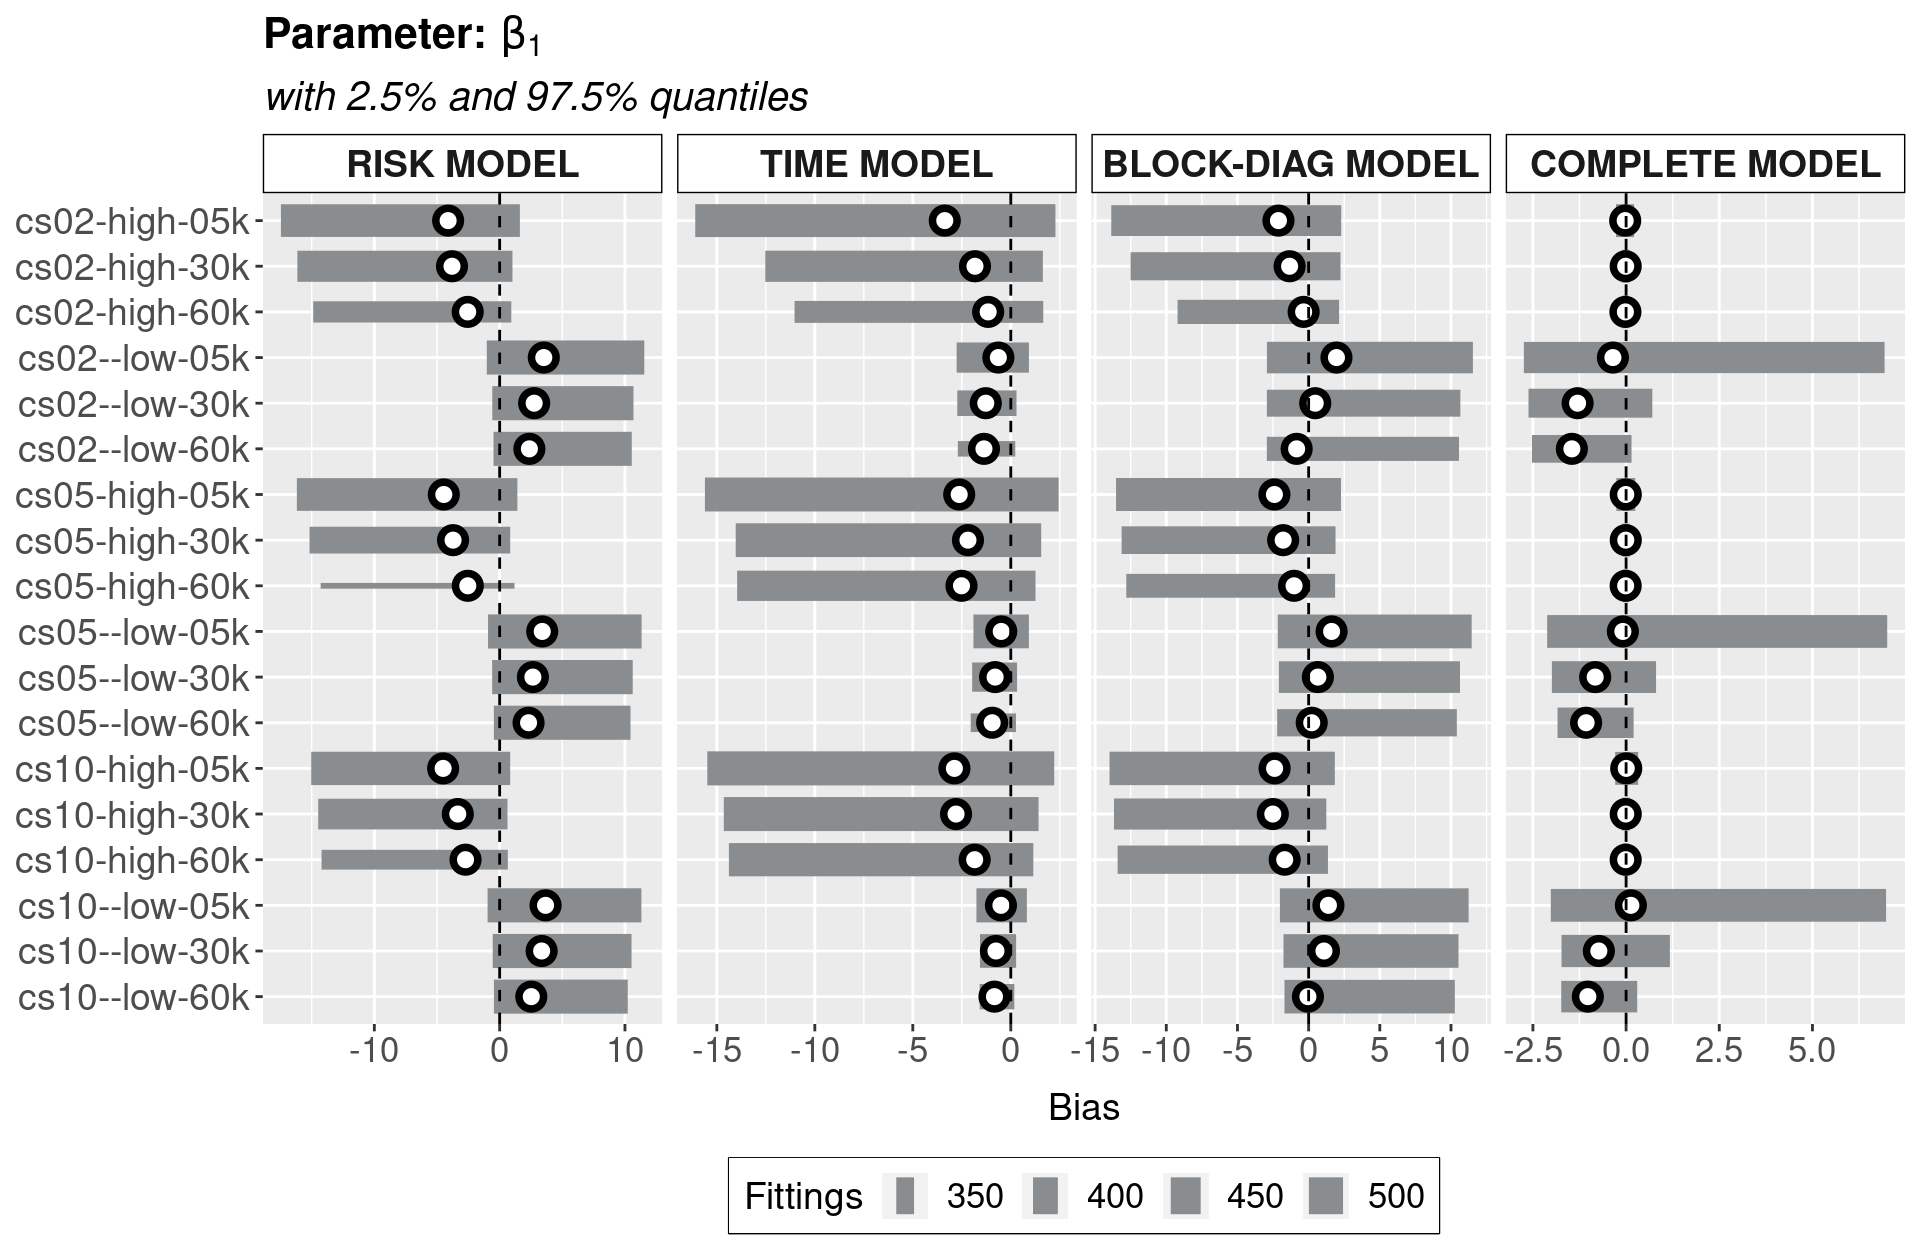 Parameter: β₁
with 2.5% and 97.5% quantiles
RISK MODEL TIME MODEL BLOCK-DIAG MODEL COMPLETE MODEL
cs02-high-05k
cs02-high-30k
cs02-high-60k
cs02--low-05k
cs02--low-30k
cs02--low-60k
cs05-high-05k
cs05-high-30k
cs05-high-60k
cs05--low-05k
cs05--low-30k
cs05--low-60k
cs10-high-05k
cs10-high-30k
cs10-high-60k
cs10--low-05k
cs10--low-30k
cs10--low-60k
-10 0 10 -15 -10 -5 0 -15 -10 -5 0 5 10 -2.5 0.0 2.5 5.0
Bias
Fittings 350 400 450 500